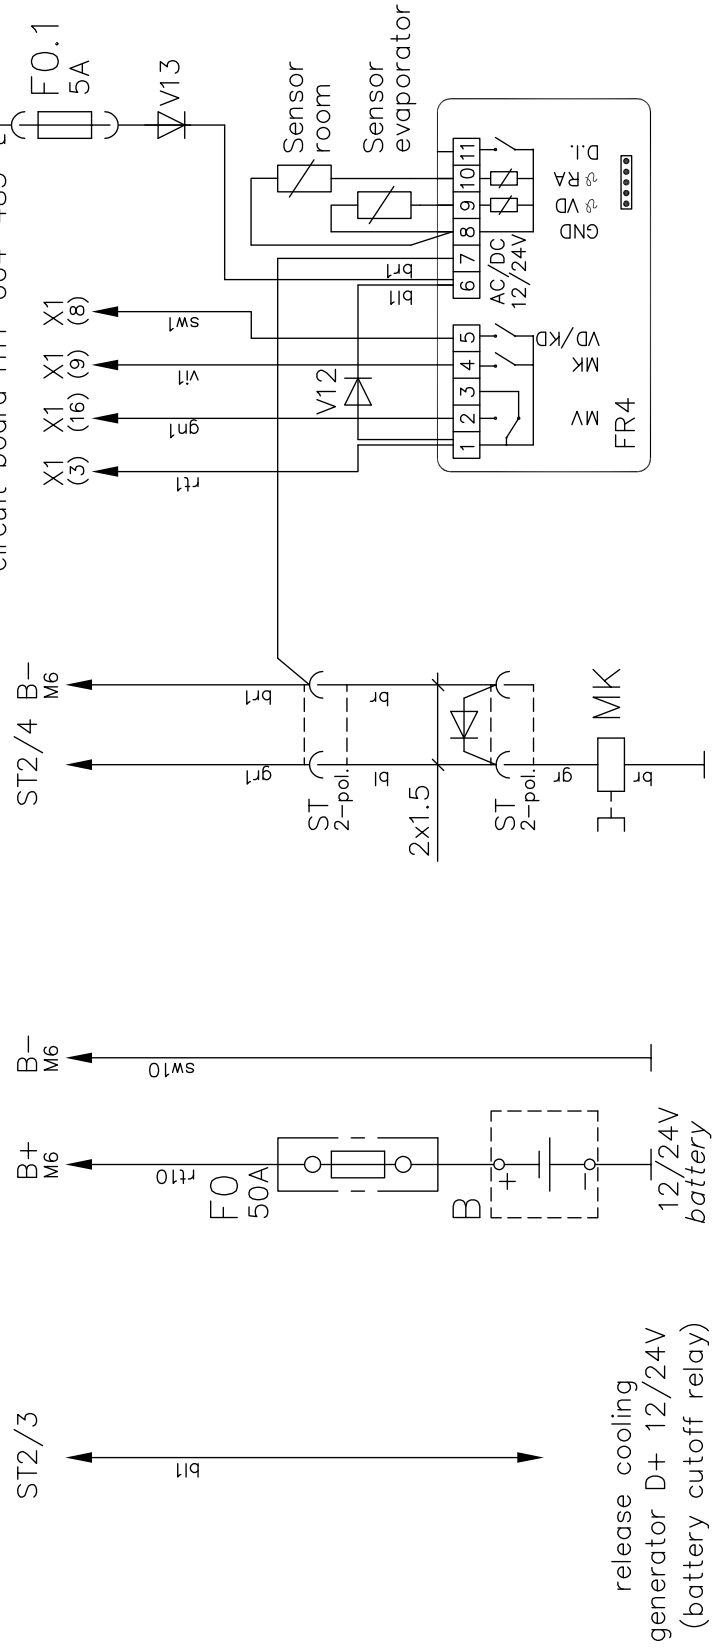 ST2/3
bl1
release cooling
generator D+ 12/24V
(battery cutoff relay)
B+
M6
rt10
F0
50A
B
+
−
12/24V
battery
B−
M6
sw10
ST2/4
B−
M6
gr1
br1
ST
2-pol.
bl
br
2x1.5
ST
2-pol.
gr
br
MK
X1
(3)
X1
(16)
X1
(9)
X1
(8)
rt1
gn1
vi1
sw1
V12
bl1
br1
F0.1
5A
V13
Sensor
room
Sensor
evaporator
1 2 3 4 5 6 7 8 9 10 11
AC/DC
12/24V
MV
MK
VD/KD
GND
ϑ VD
ϑ RA
D.I.
FR4